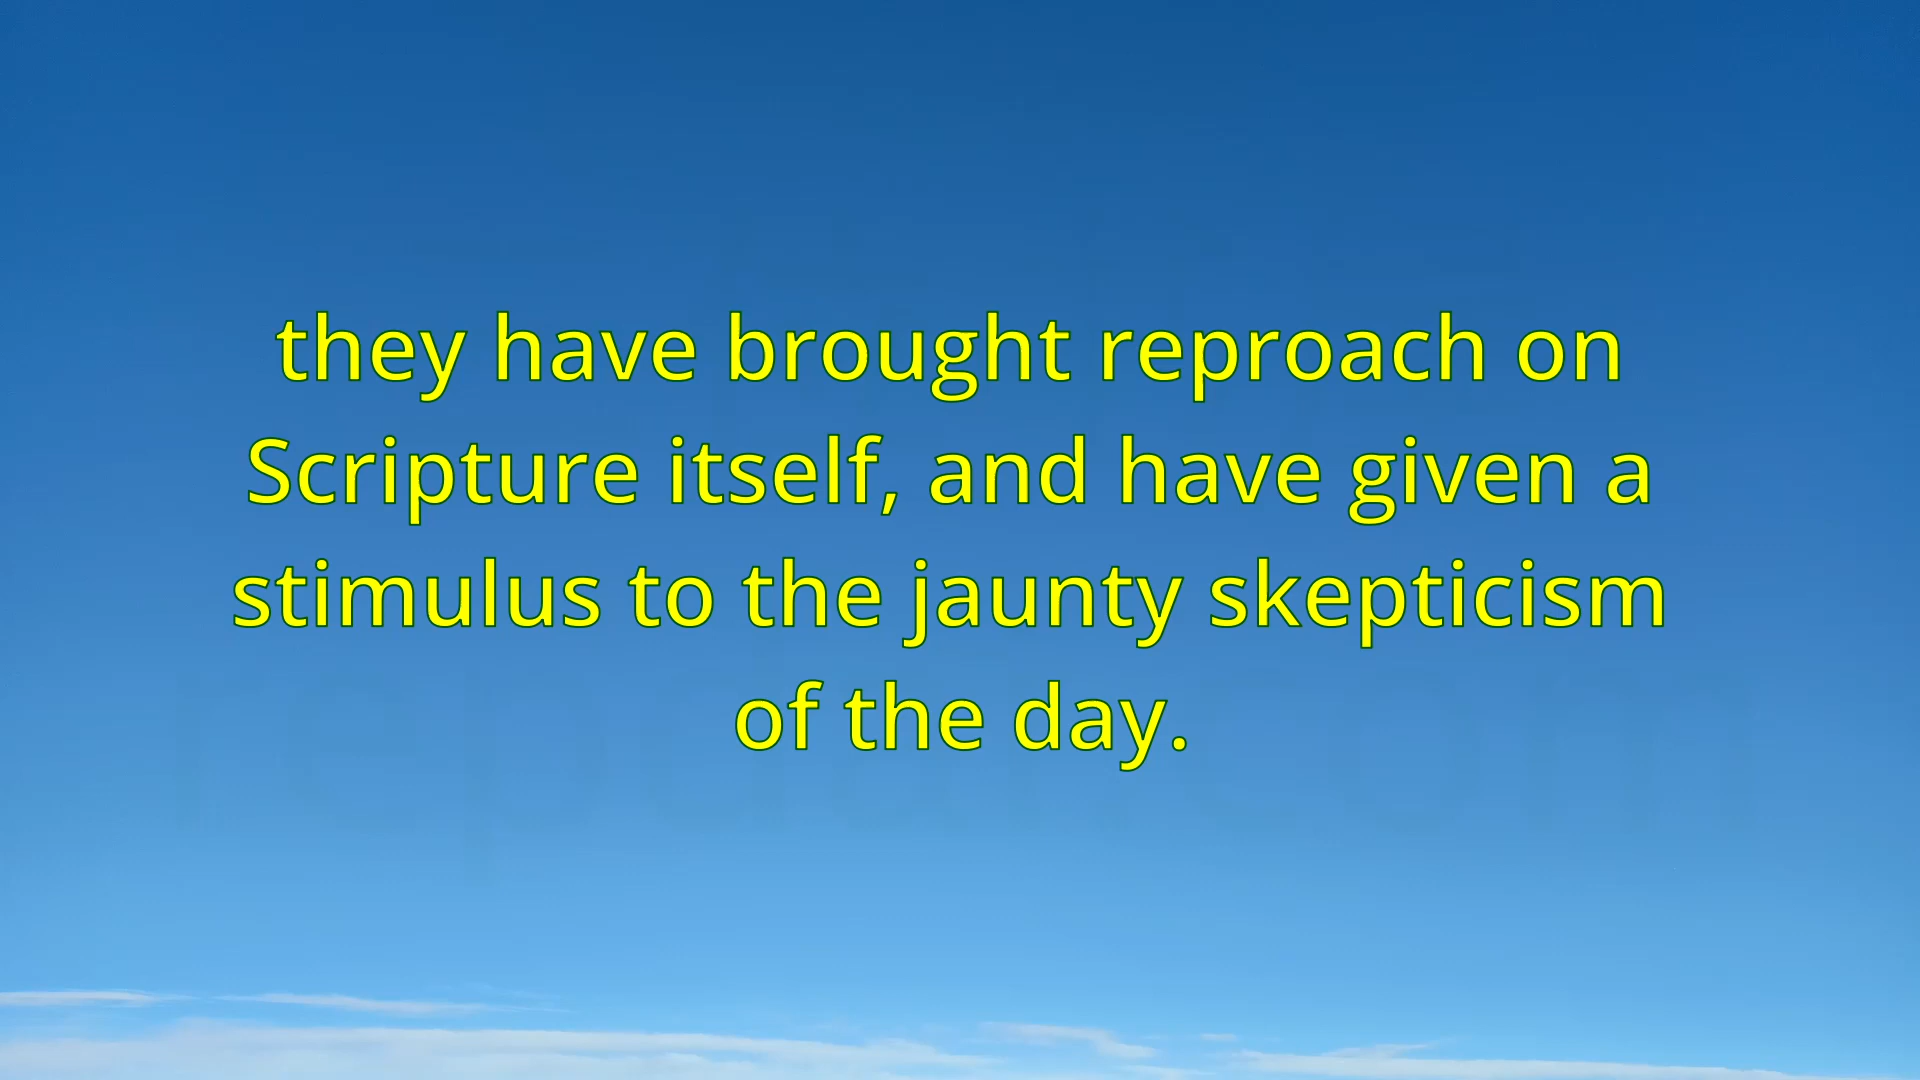 they have brought reproach on
Scripture itself, and have given a
stimulus to the jaunty skepticism
of the day.